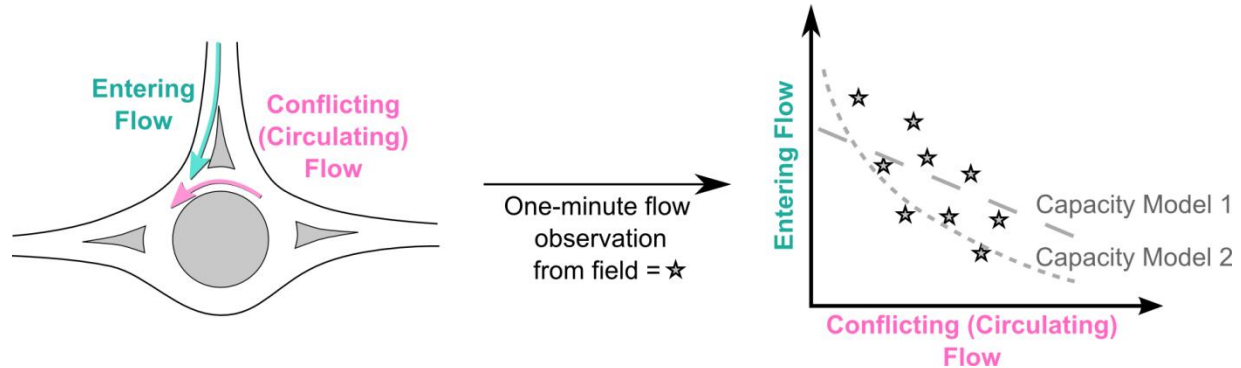 Entering
Flow
Conflicting
(Circulating)
Flow
One-minute flow
observation
from field =
Entering Flow
Capacity Model 1
Capacity Model 2
Conflicting (Circulating)
Flow